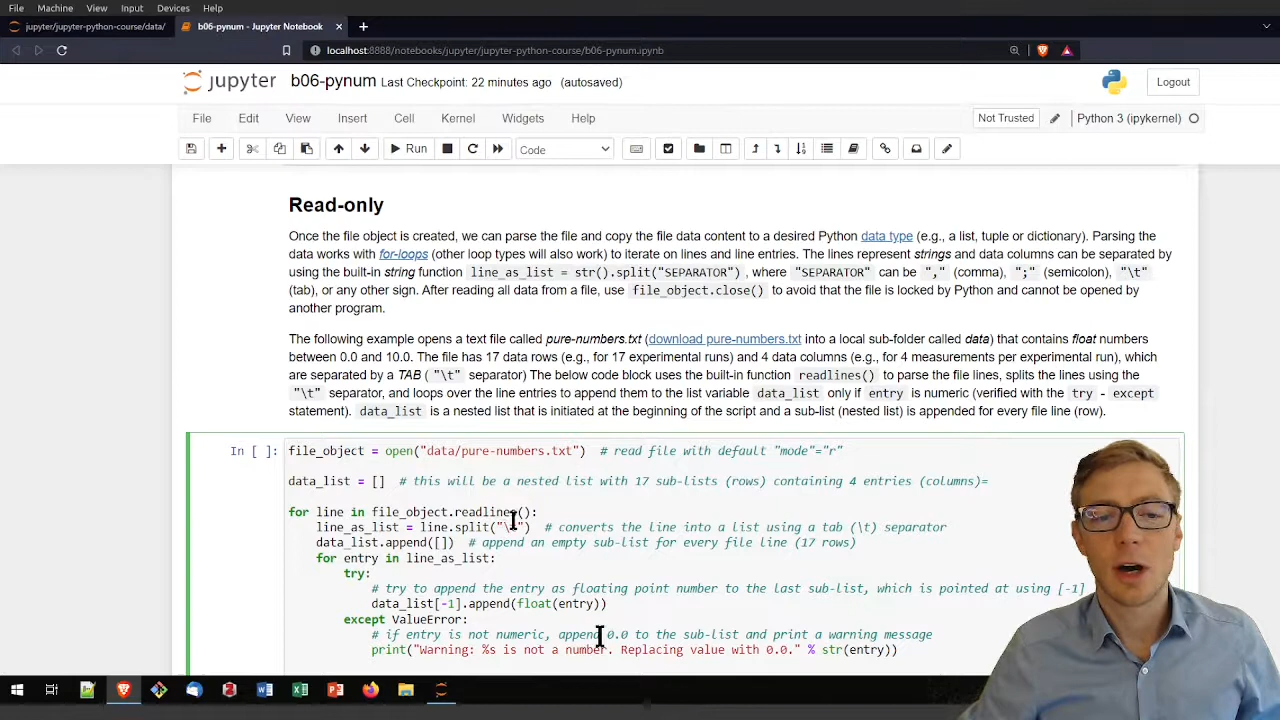 File Machine View Input Devices Help
jupyter/jupyter-python-course/data/ b06-pynum - Jupyter Notebook
localhost:8888/notebooks/jupyter/jupyter-python-course/b06-pynum.ipynb
jupyter b06-pynum Last Checkpoint: 22 minutes ago (autosaved) Logout
File Edit View Insert Cell Kernel Widgets Help Not Trusted Python 3 (ipykernel)
Run Code
Read-only
Once the file object is created, we can parse the file and copy the file data content to a desired Python data type (e.g., a list, tuple or dictionary). Parsing the
data works with for-loops (other loop types will also work) to iterate on lines and line entries. The lines represent strings and data columns can be separated by
using the built-in string function line_as_list = str().split("SEPARATOR"), where "SEPARATOR" can be "," (comma), ";" (semicolon), "\t"
(tab), or any other sign. After reading all data from a file, use file_object.close() to avoid that the file is locked by Python and cannot be opened by
another program.
The following example opens a text file called pure-numbers.txt (download pure-numbers.txt into a local sub-folder called data) that contains float numbers
between 0.0 and 10.0. The file has 17 data rows (e.g., for 17 experimental runs) and 4 data columns (e.g., for 4 measurements per experimental run), which
are separated by a TAB ("\t" separator) The below code block uses the built-in function readlines() to parse the file lines, splits the lines using the
"\t" separator, and loops over the line entries to append them to the list variable data_list only if entry is numeric (verified with the try - except
statement). data_list is a nested list that is initiated at the beginning of the script and a sub-list (nested list) is appended for every file line (row).
In [ ]: file_object = open("data/pure-numbers.txt") # read file with default "mode"="r"
data_list = [] # this will be a nested list with 17 sub-lists (rows) containing 4 entries (columns)=
for line in file_object.readlines():
line_as_list = line.split("\t") # converts the line into a list using a tab (\t) separator
data_list.append([]) # append an empty sub-list for every file line (17 rows)
for entry in line_as_list:
try:
# try to append the entry as floating point number to the last sub-list, which is pointed at using [-1]
data_list[-1].append(float(entry))
except ValueError:
# if entry is not numeric, append 0.0 to the sub-list and print a warning message
print("Warning: %s is not a number. Replacing value with 0.0." % str(entry))